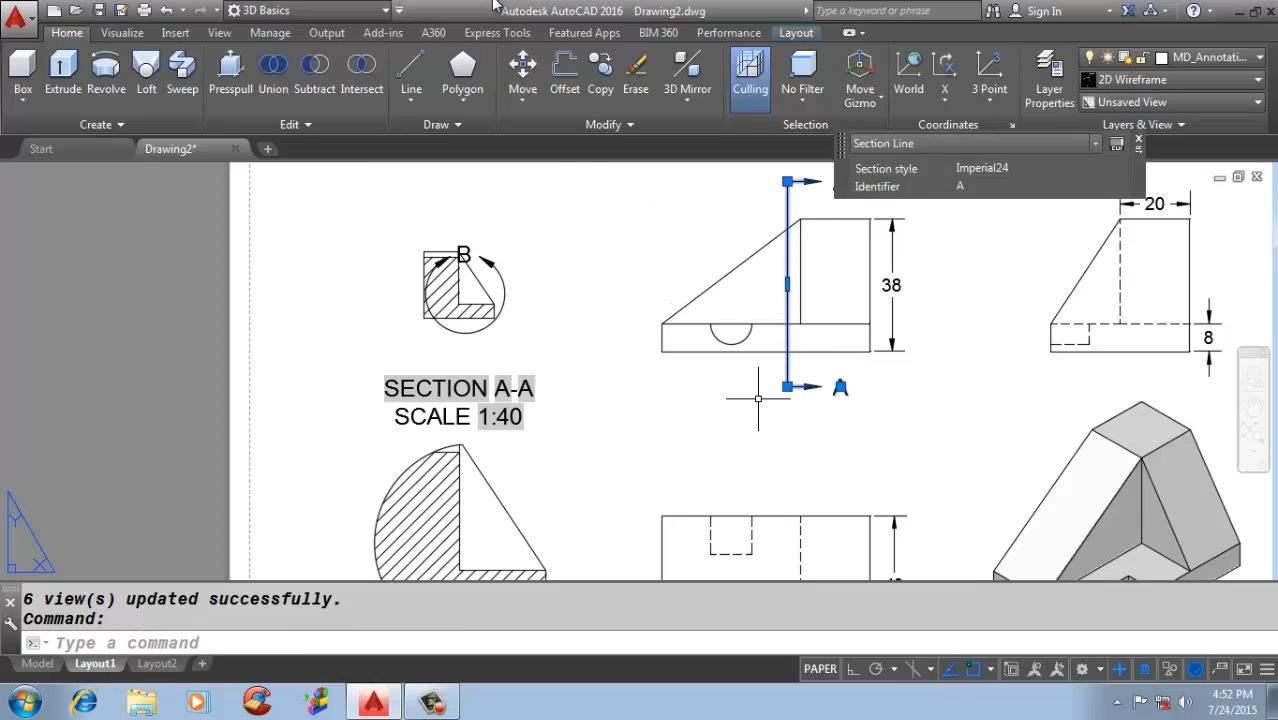 3D Basics
Autodesk AutoCAD 2016 Drawing2.dwg
Type a keyword or phrase
Sign In
Home Visualize Insert View Manage Output Add-ins A360 Express Tools Featured Apps BIM 360 Performance Layout
Box Extrude Revolve Loft Sweep Presspull Union Subtract Intersect Line Polygon Move Offset Copy Erase 3D Mirror Culling No Filter Move Gizmo World X 3 Point Layer Properties
MD_Annotati..
2D Wireframe
Unsaved View
Create Edit Draw Modify Selection Coordinates Layers & View
Start Drawing2*
Section Line
Section style Imperial24
Identifier A
20
B
38
8
A
SECTION A-A
SCALE 1:40
Y
X
6 view(s) updated successfully.
Command:
Type a command
Model Layout1 Layout2
PAPER
4:52 PM
7/24/2015